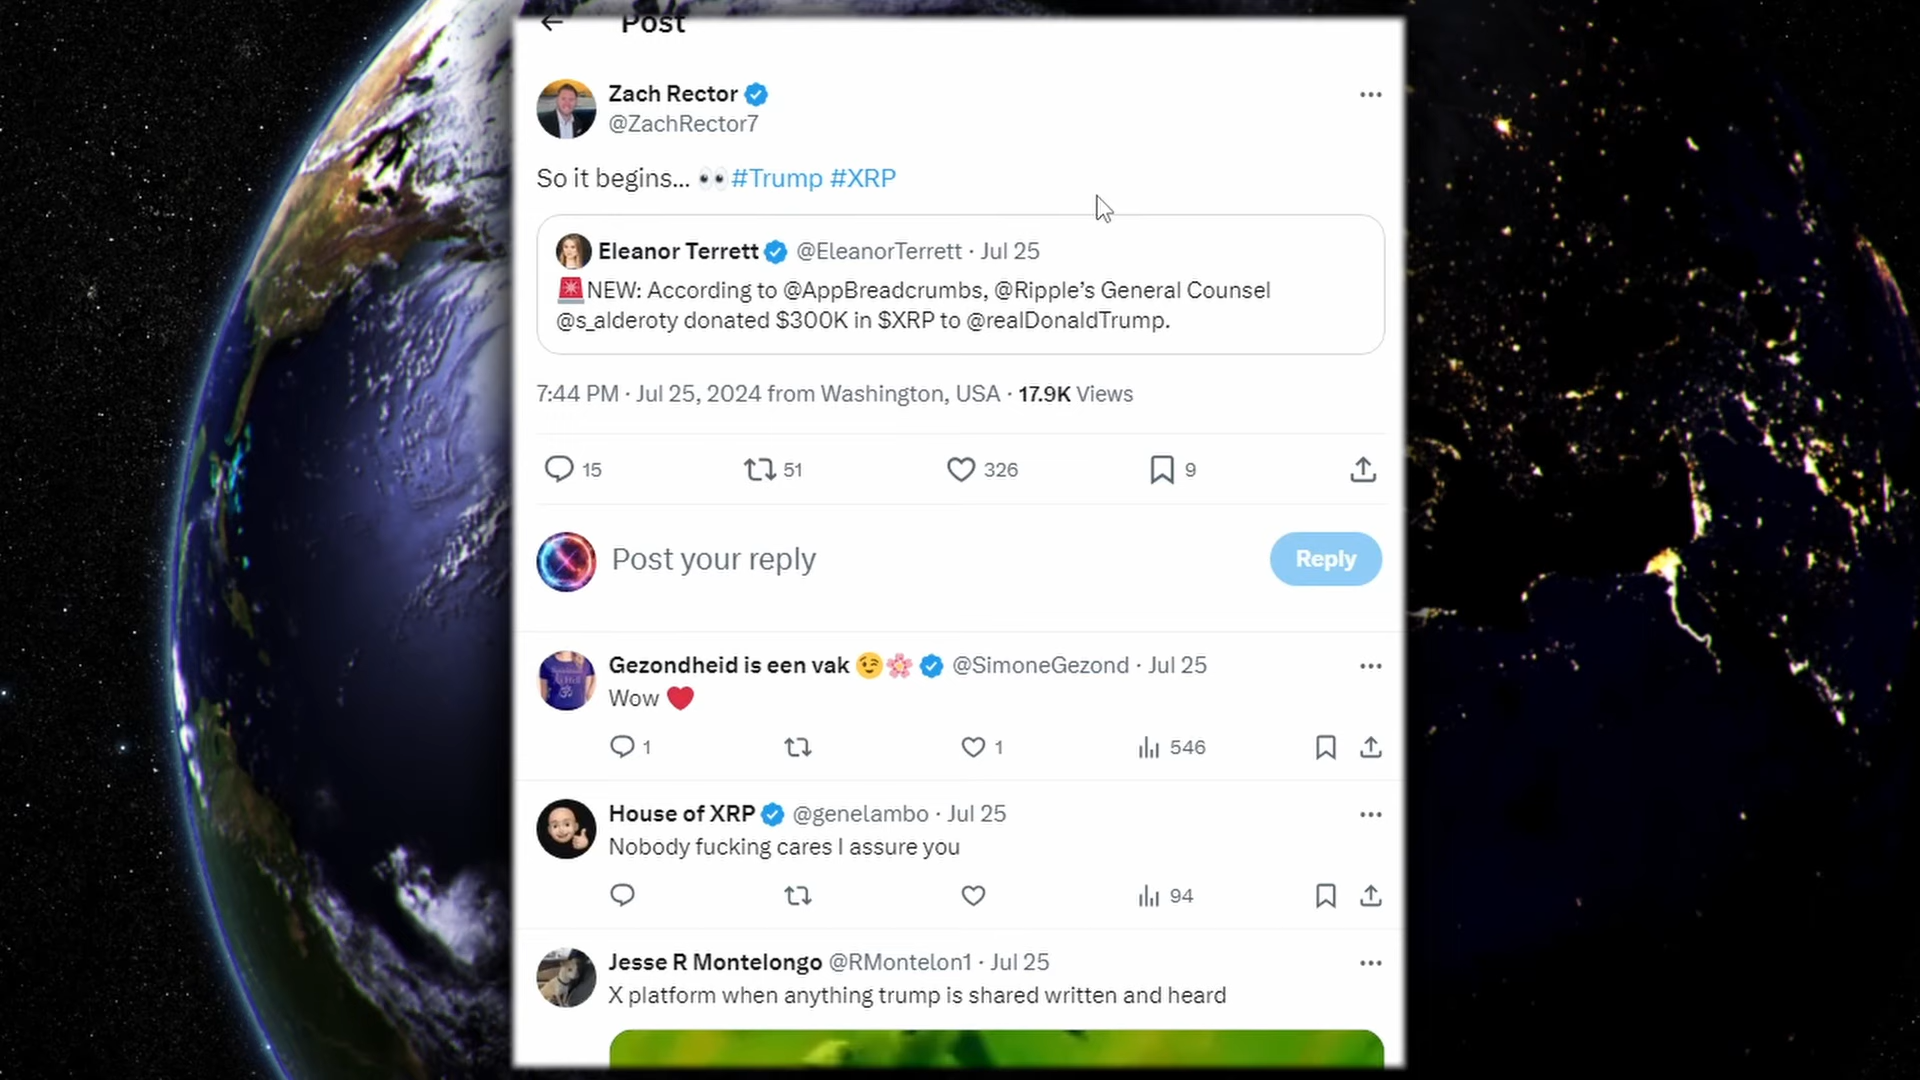 Post
Zach Rector
@ZachRector7
So it begins... 👀 #Trump #XRP
Eleanor Terrett @EleanorTerrett · Jul 25
🚨NEW: According to @AppBreadcrumbs, @Ripple’s General Counsel
@s_alderoty donated $300K in $XRP to @realDonaldTrump.
7:44 PM · Jul 25, 2024 from Washington, USA · 17.9K Views
15 51 326 9
Post your reply Reply
Gezondheid is een vak 😉🌸 @SimoneGezond · Jul 25
Wow ❤️
1 1 546
House of XRP @genelambo · Jul 25
Nobody fucking cares I assure you
94
Jesse R Montelongo @RMontelon1 · Jul 25
X platform when anything trump is shared written and heard